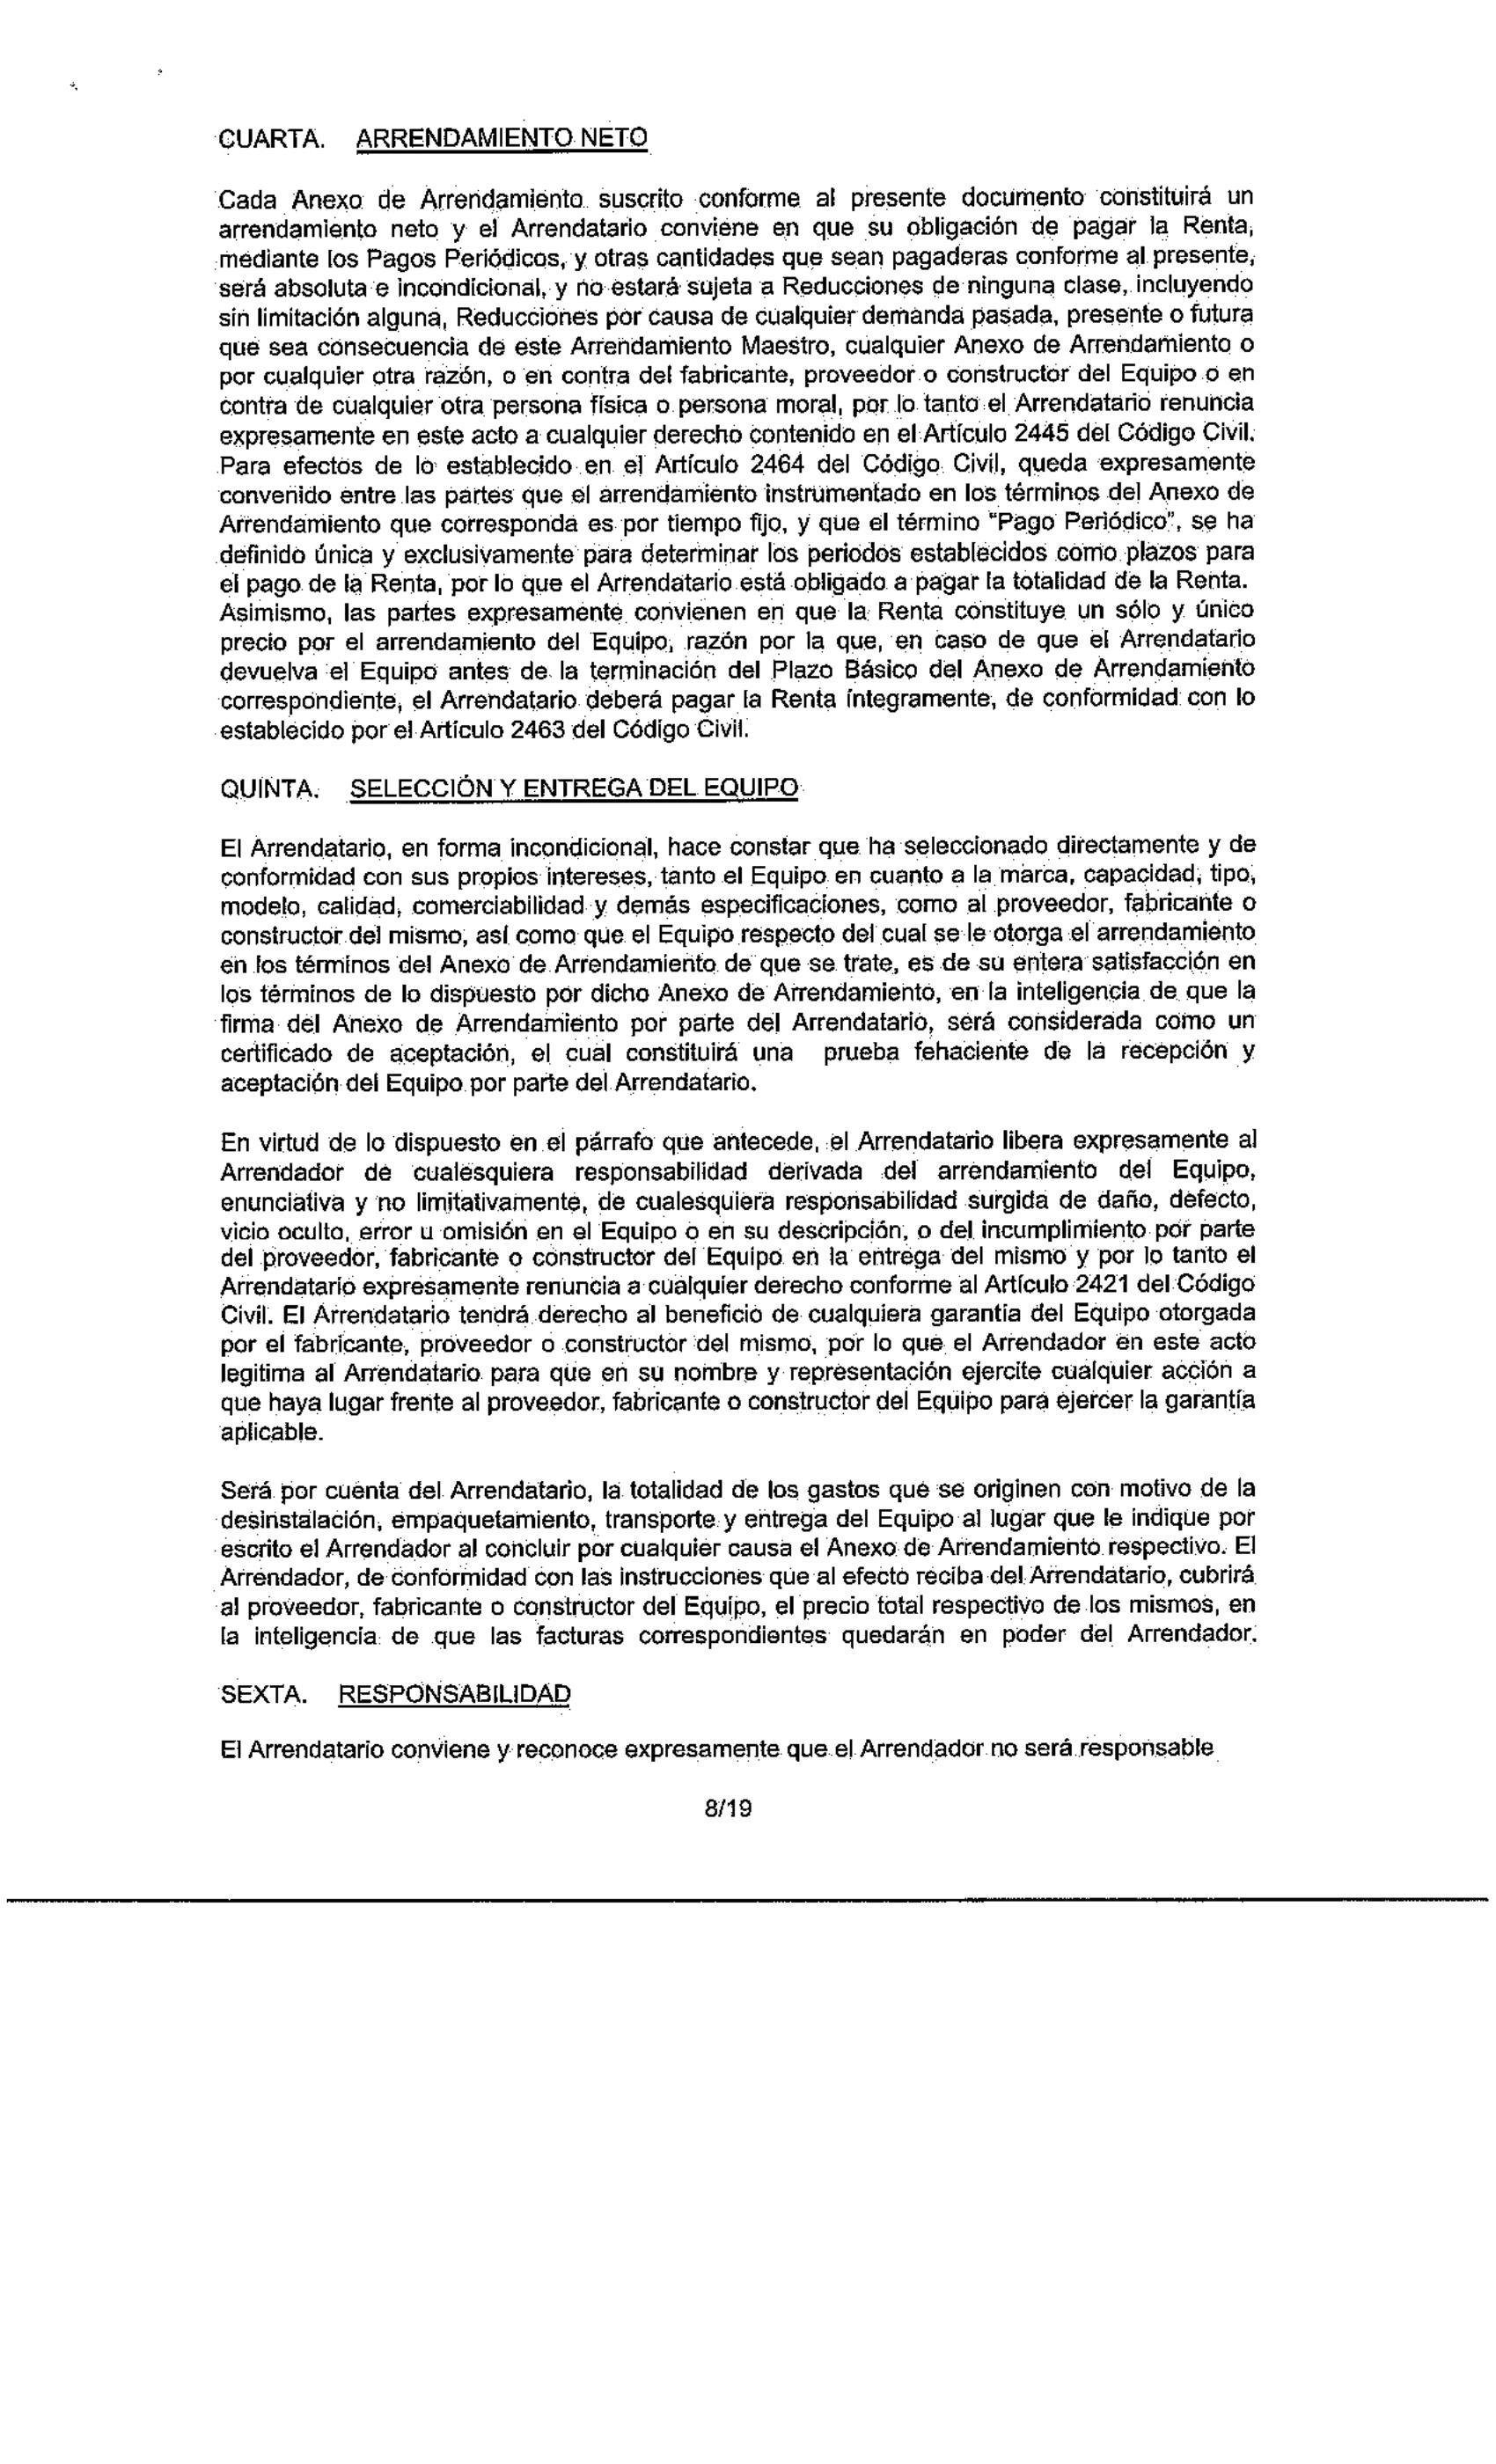 CUARTA. ARRENDAMIENTO NETO
Cada Anexo de Arrendamiento suscrito conforme al presente documento constituirá un
arrendamiento neto y el Arrendatario conviene en que su obligación de pagar la Renta,
mediante los Pagos Periódicos, y otras cantidades que sean pagaderas conforme al presente,
será absoluta e incondicional, y no estará sujeta a Reducciones de ninguna clase, incluyendo
sin limitación alguna, Reducciones por causa de cualquier demanda pasada, presente o futura
que sea consecuencia de este Arrendamiento Maestro, cualquier Anexo de Arrendamiento o
por cualquier otra razón, o en contra del fabricante, proveedor o constructor del Equipo o en
contra de cualquier otra persona física o persona moral, por lo tanto el Arrendatario renuncia
expresamente en este acto a cualquier derecho contenido en el Artículo 2445 del Código Civil.
Para efectos de lo establecido en el Artículo 2464 del Código Civil, queda expresamente
convenido entre las partes que el arrendamiento instrumentado en los términos del Anexo de
Arrendamiento que corresponda es por tiempo fijo, y que el término "Pago Periódico", se ha
definido única y exclusivamente para determinar los periodos establecidos como plazos para
el pago de la Renta, por lo que el Arrendatario está obligado a pagar la totalidad de la Renta.
Asimismo, las partes expresamente convienen en que la Renta constituye un sólo y único
precio por el arrendamiento del Equipo, razón por la que, en caso de que el Arrendatario
devuelva el Equipo antes de la terminación del Plazo Básico del Anexo de Arrendamiento
correspondiente, el Arrendatario deberá pagar la Renta íntegramente, de conformidad con lo
establecido por el Artículo 2463 del Código Civil.
QUINTA. SELECCIÓN Y ENTREGA DEL EQUIPO
El Arrendatario, en forma incondicional, hace constar que ha seleccionado directamente y de
conformidad con sus propios intereses, tanto el Equipo en cuanto a la marca, capacidad, tipo,
modelo, calidad, comerciabilidad y demás especificaciones, como al proveedor, fabricante o
constructor del mismo, así como que el Equipo respecto del cual se le otorga el arrendamiento
en los términos del Anexo de Arrendamiento de que se trate, es de su entera satisfacción en
los términos de lo dispuesto por dicho Anexo de Arrendamiento, en la inteligencia de que la
firma del Anexo de Arrendamiento por parte del Arrendatario, será considerada como un
certificado de aceptación, el cual constituirá una prueba fehaciente de la recepción y
aceptación del Equipo por parte del Arrendatario.
En virtud de lo dispuesto en el párrafo que antecede, el Arrendatario libera expresamente al
Arrendador de cualesquiera responsabilidad derivada del arrendamiento del Equipo,
enunciativa y no limitativamente, de cualesquiera responsabilidad surgida de daño, defecto,
vicio oculto, error u omisión en el Equipo o en su descripción, o del incumplimiento por parte
del proveedor, fabricante o constructor del Equipo en la entrega del mismo y por lo tanto el
Arrendatario expresamente renuncia a cualquier derecho conforme al Artículo 2421 del Código
Civil. El Arrendatario tendrá derecho al beneficio de cualquiera garantía del Equipo otorgada
por el fabricante, proveedor o constructor del mismo, por lo que el Arrendador en este acto
legitima al Arrendatario para que en su nombre y representación ejercite cualquier acción a
que haya lugar frente al proveedor, fabricante o constructor del Equipo para ejercer la garantía
aplicable.
Será por cuenta del Arrendatario, la totalidad de los gastos que se originen con motivo de la
desinstalación, empaquetamiento, transporte y entrega del Equipo al lugar que le indique por
escrito el Arrendador al concluir por cualquier causa el Anexo de Arrendamiento respectivo. El
Arrendador, de conformidad con las instrucciones que al efecto reciba del Arrendatario, cubrirá
al proveedor, fabricante o constructor del Equipo, el precio total respectivo de los mismos, en
la inteligencia de que las facturas correspondientes quedarán en poder del Arrendador.
SEXTA. RESPONSABILIDAD
El Arrendatario conviene y reconoce expresamente que el Arrendador no será responsable
8/19